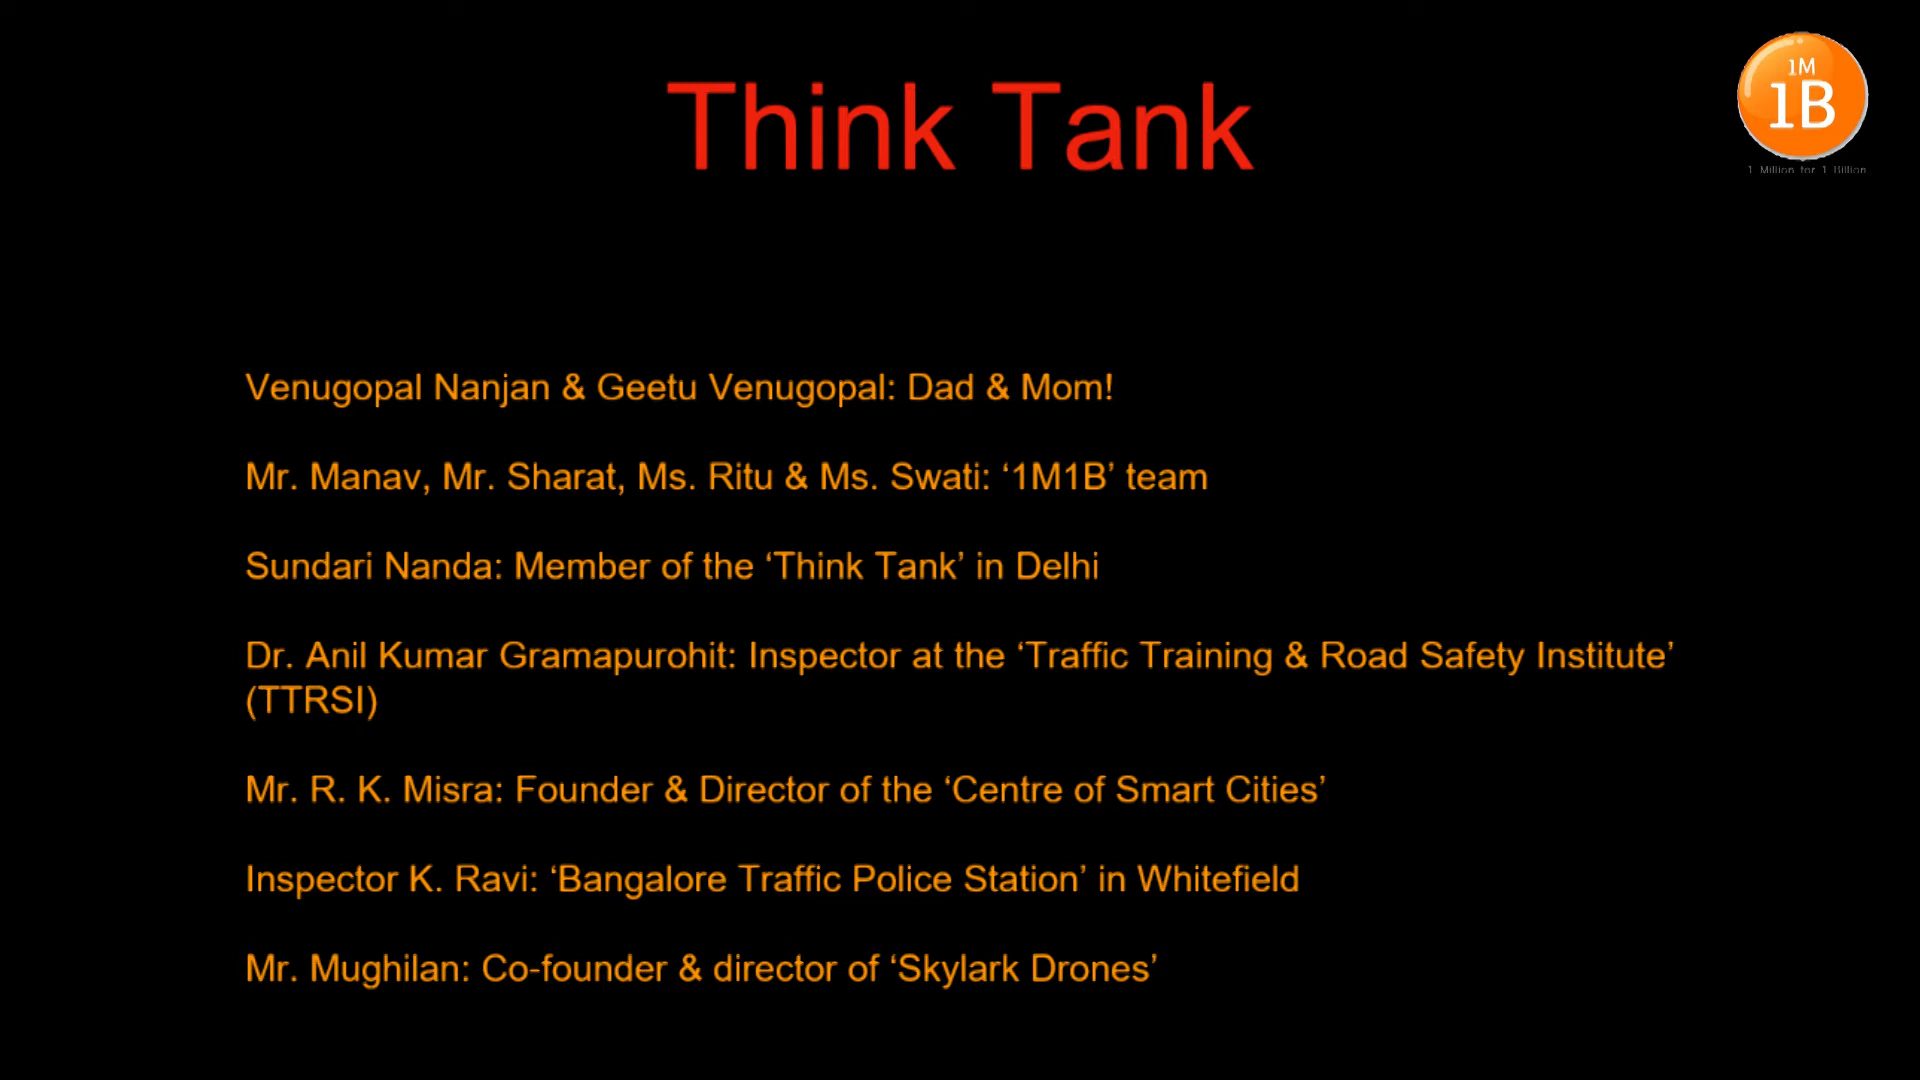 Think Tank
1M
1B
1 Million for 1 Billion
Venugopal Nanjan & Geetu Venugopal: Dad & Mom!
Mr. Manav, Mr. Sharat, Ms. Ritu & Ms. Swati: ‘1M1B’ team
Sundari Nanda: Member of the ‘Think Tank’ in Delhi
Dr. Anil Kumar Gramapurohit: Inspector at the ‘Traffic Training & Road Safety Institute’
(TTRSI)
Mr. R. K. Misra: Founder & Director of the ‘Centre of Smart Cities’
Inspector K. Ravi: ‘Bangalore Traffic Police Station’ in Whitefield
Mr. Mughilan: Co-founder & director of ‘Skylark Drones’